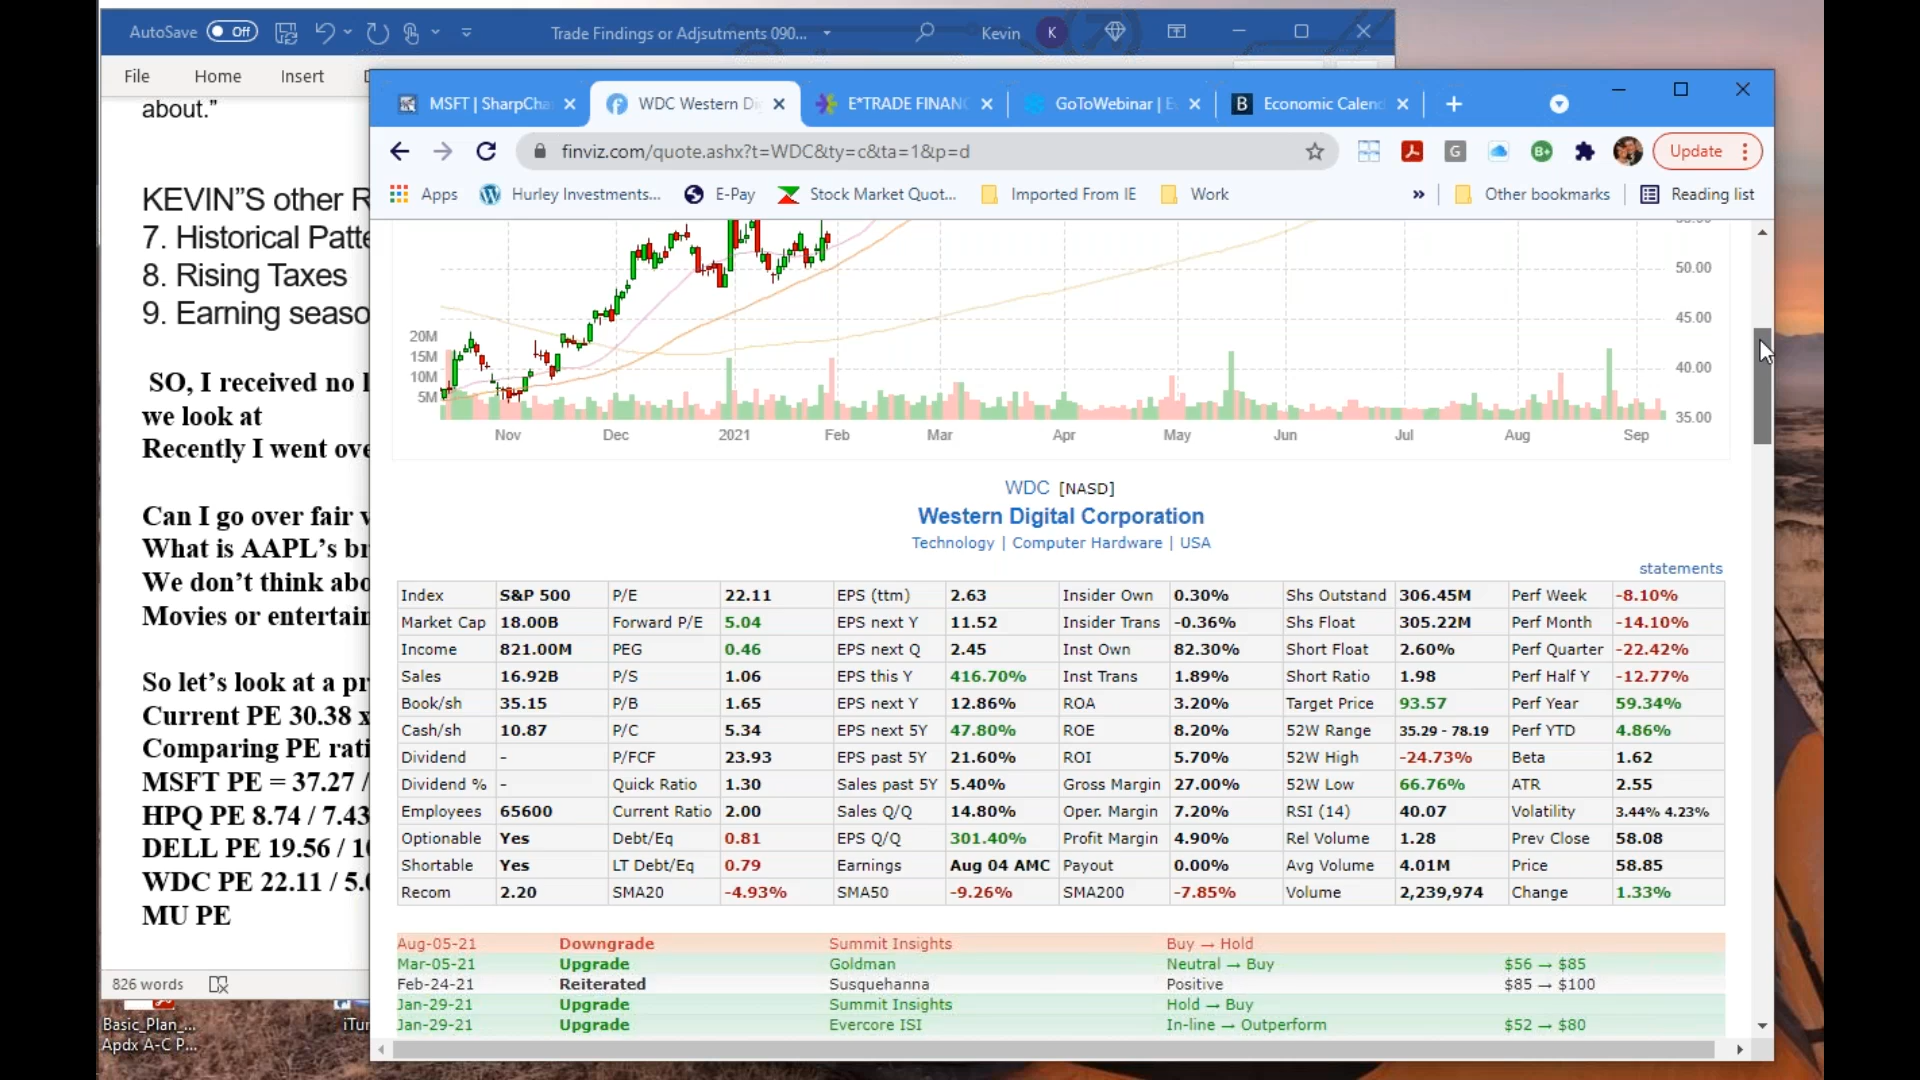 AutoSave Off
Trade Findings or Adjsutments 090...
Kevin K
File Home Insert
about.”
KEVIN”S other R
7. Historical Patte
8. Rising Taxes
9. Earning seaso
SO, I received no l
we look at
Recently I went ove
Can I go over fair v
What is AAPL’s br
We don’t think abo
Movies or entertain
So let’s look at a pr
Current PE 30.38 x
Comparing PE rati
MSFT PE = 37.27 /
HPQ PE 8.74 / 7.43
DELL PE 19.56 / 10
WDC PE 22.11 / 5.0
MU PE
826 words
Basic_Plan_...
Apdx A-C P...
iTur
MSFT | SharpCha
WDC Western Di
E*TRADE FINANC
GoToWebinar | E
Economic Calend
finviz.com/quote.ashx?t=WDC&ty=c&ta=1&p=d
Update
Apps Hurley Investments... E-Pay Stock Market Quot... Imported From IE Work » Other bookmarks Reading list
50.00
45.00
40.00
35.00
20M
15M
10M
5M
Nov Dec 2021 Feb Mar Apr May Jun Jul Aug Sep
WDC [NASD]
Western Digital Corporation
Technology | Computer Hardware | USA
statements
Index S&P 500 P/E 22.11 EPS (ttm) 2.63 Insider Own 0.30% Shs Outstand 306.45M Perf Week -8.10%
Market Cap 18.00B Forward P/E 5.04 EPS next Y 11.52 Insider Trans -0.36% Shs Float 305.22M Perf Month -14.10%
Income 821.00M PEG 0.46 EPS next Q 2.45 Inst Own 82.30% Short Float 2.60% Perf Quarter -22.42%
Sales 16.92B P/S 1.06 EPS this Y 416.70% Inst Trans 1.89% Short Ratio 1.98 Perf Half Y -12.77%
Book/sh 35.15 P/B 1.65 EPS next Y 12.86% ROA 3.20% Target Price 93.57 Perf Year 59.34%
Cash/sh 10.87 P/C 5.34 EPS next 5Y 47.80% ROE 8.20% 52W Range 35.29 - 78.19 Perf YTD 4.86%
Dividend - P/FCF 23.93 EPS past 5Y 21.60% ROI 5.70% 52W High -24.73% Beta 1.62
Dividend % - Quick Ratio 1.30 Sales past 5Y 5.40% Gross Margin 27.00% 52W Low 66.76% ATR 2.55
Employees 65600 Current Ratio 2.00 Sales Q/Q 14.80% Oper. Margin 7.20% RSI (14) 40.07 Volatility 3.44% 4.23%
Optionable Yes Debt/Eq 0.81 EPS Q/Q 301.40% Profit Margin 4.90% Rel Volume 1.28 Prev Close 58.08
Shortable Yes LT Debt/Eq 0.79 Earnings Aug 04 AMC Payout 0.00% Avg Volume 4.01M Price 58.85
Recom 2.20 SMA20 -4.93% SMA50 -9.26% SMA200 -7.85% Volume 2,239,974 Change 1.33%
Aug-05-21 Downgrade Summit Insights Buy → Hold
Mar-05-21 Upgrade Goldman Neutral → Buy $56 → $85
Feb-24-21 Reiterated Susquehanna Positive $85 → $100
Jan-29-21 Upgrade Summit Insights Hold → Buy
Jan-29-21 Upgrade Evercore ISI In-line → Outperform $52 → $80